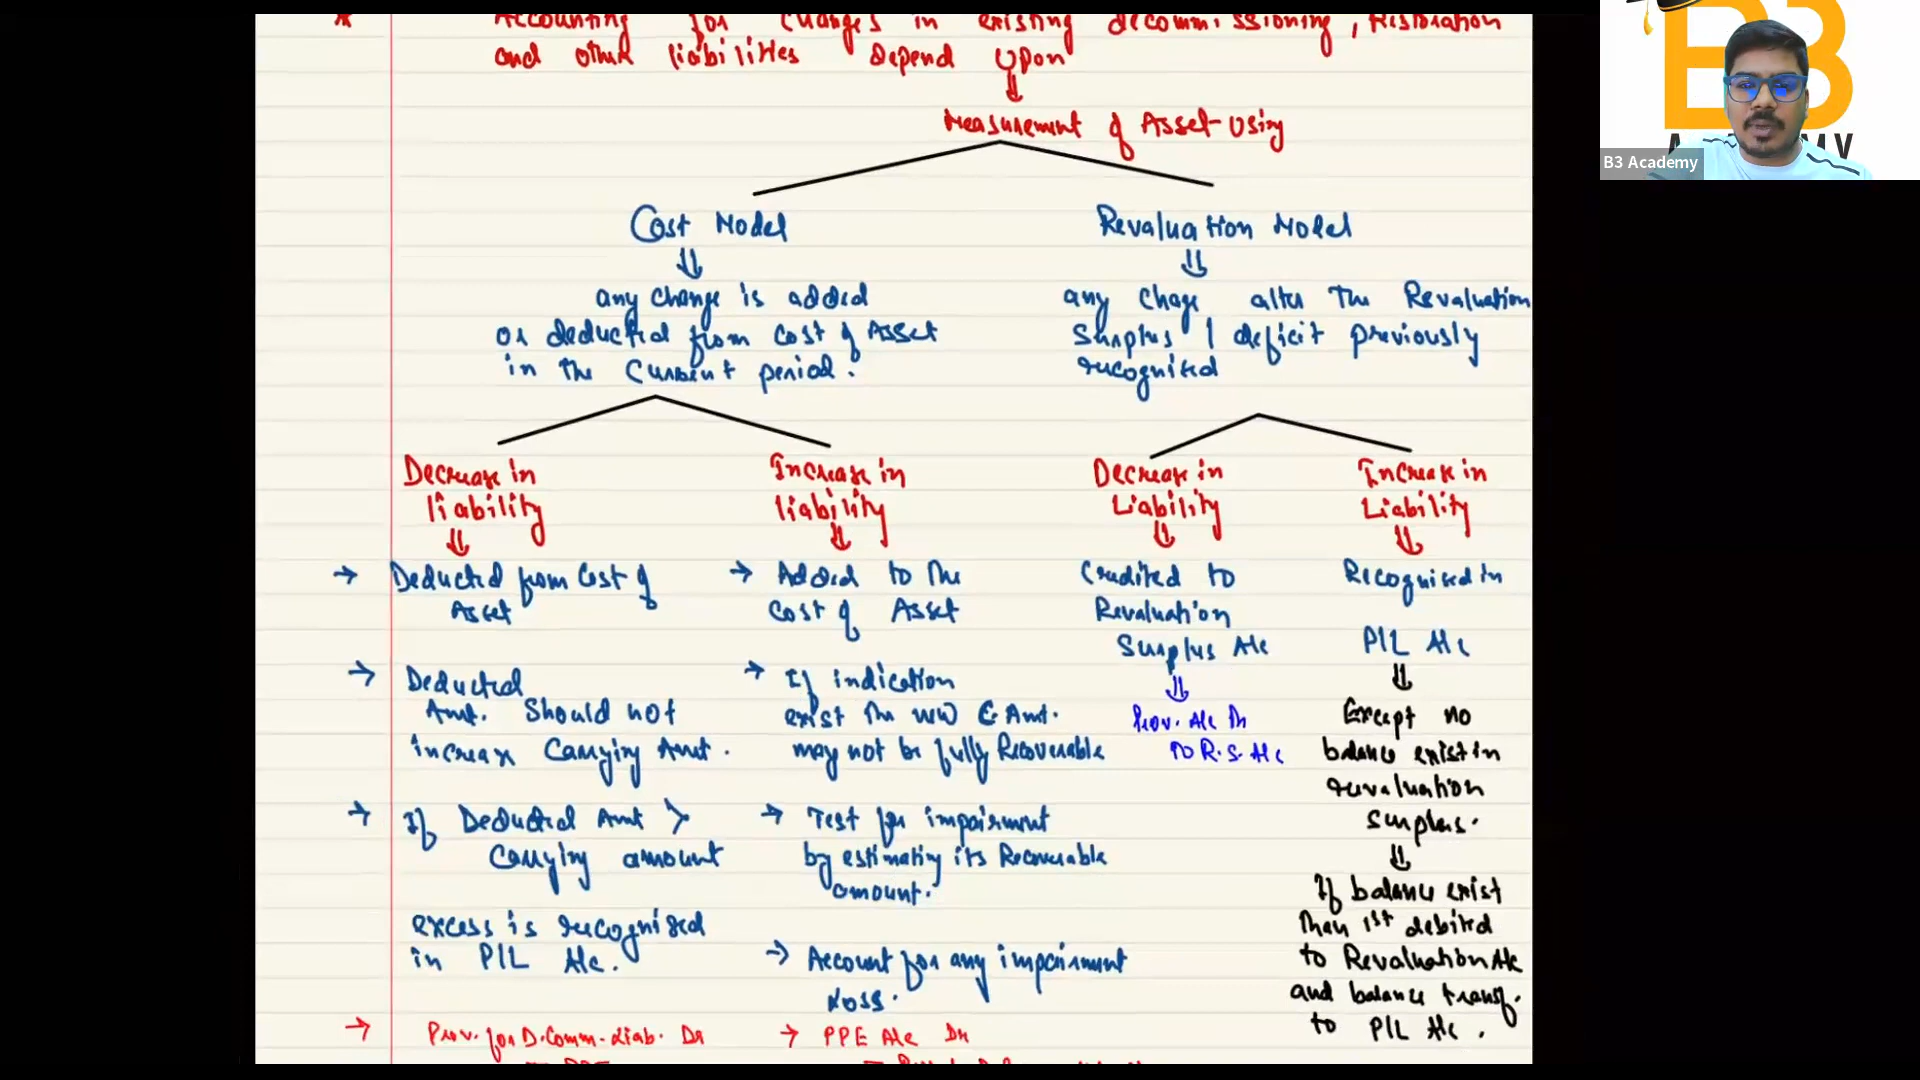 * Accounting for changes in existing decommissioning, Restoration
and other liabilities Depend Upon
Measurement of Asset Using
Cost Model
any change is added
or deducted from cost of Asset
in the Current period.
Revaluation Model
any Chage alter The Revaluation
Surplus / deficit previously
recognised
Decrease in
liability
→ Deducted from Cost of
Asset
→ Deducted
Amt. Should not
increase Carrying Amt.
→ If Deducted Amt >
Carrying amount
excess is recognised
in P/L A/c.
→ Prov. for D.Comm. Liab. Dr
Increase in
liability
→ Added to the
Cost of Asset
→ If indication
exist the new C Amt.
may not be fully Recoverable
→ Test for impairment
by estimating its Recoverable
amount.
→ Account for any impairment
Loss.
→ PPE A/c Dr
Decrease in
Liability
Credited to
Revaluation
Surplus A/c
Prov. A/c Dr
To R.S. A/c
Increase in
Liability
Recognised in
P/L A/c
Except no
balance exist in
revaluation
surplus.
If balance exist
Then 1st debited
to Revaluation A/c
and balance transf.
to P/L A/c.
B3
ACADEMY
B3 Academy